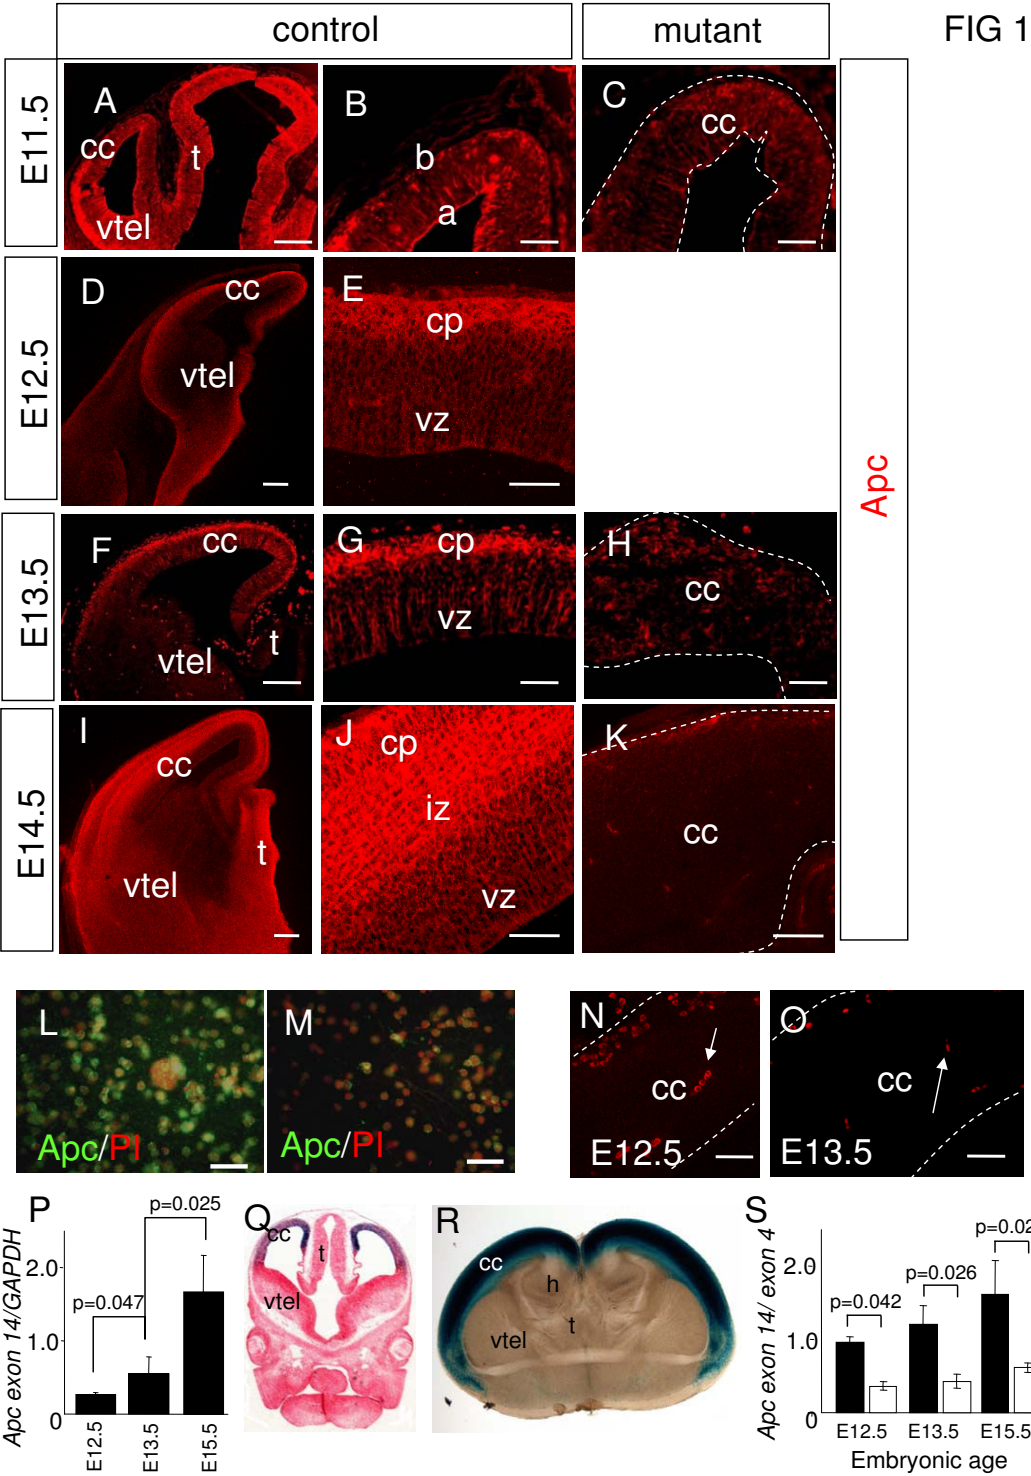 control
mutant
FIG 1
E11.5
A
cc
t
vtel
B
b
a
C
cc
E12.5
D
cc
vtel
E
cp
vz
E13.5
F
cc
t
vtel
G
cp
vz
H
cc
E14.5
I
cc
t
vtel
J
cp
iz
vz
K
cc
Apc
L
Apc/PI
M
Apc/PI
N
cc
E12.5
O
cc
E13.5
P
p=0.025
p=0.047
2.0
1.0
0
Apc exon 14/GAPDH
E12.5
E13.5
E15.5
Q
cc
t
vtel
R
cc
h
t
vtel
S
p=0.02
p=0.026
p=0.042
2.0
1.0
0
Apc exon 14/ exon 4
E12.5 E13.5 E15.5
Embryonic age